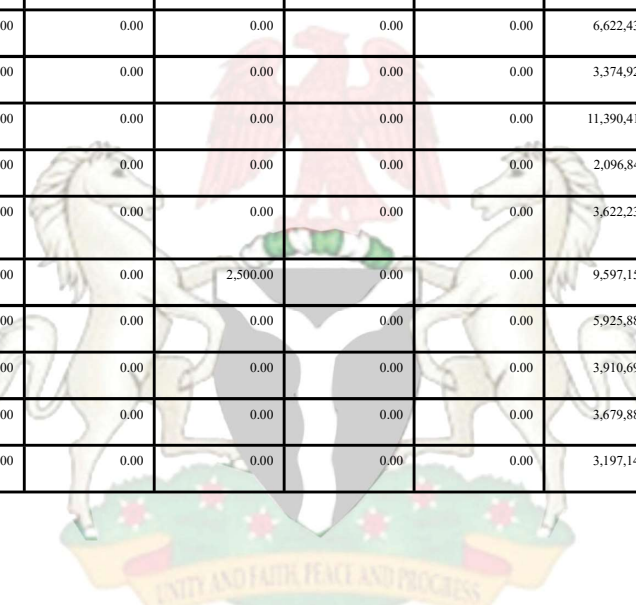 00 0.00 0.00 0.00 0.00 6,622,43
00 0.00 0.00 0.00 0.00 3,374,92
00 0.00 0.00 0.00 0.00 11,390,41
00 0.00 0.00 0.00 0.00 2,096,84
00 0.00 0.00 0.00 0.00 3,622,23
00 0.00 2,500.00 0.00 0.00 9,597,15
00 0.00 0.00 0.00 0.00 5,925,88
00 0.00 0.00 0.00 0.00 3,910,69
00 0.00 0.00 0.00 0.00 3,679,88
00 0.00 0.00 0.00 0.00 3,197,14
UNITY AND FAITH, PEACE AND PROGRESS